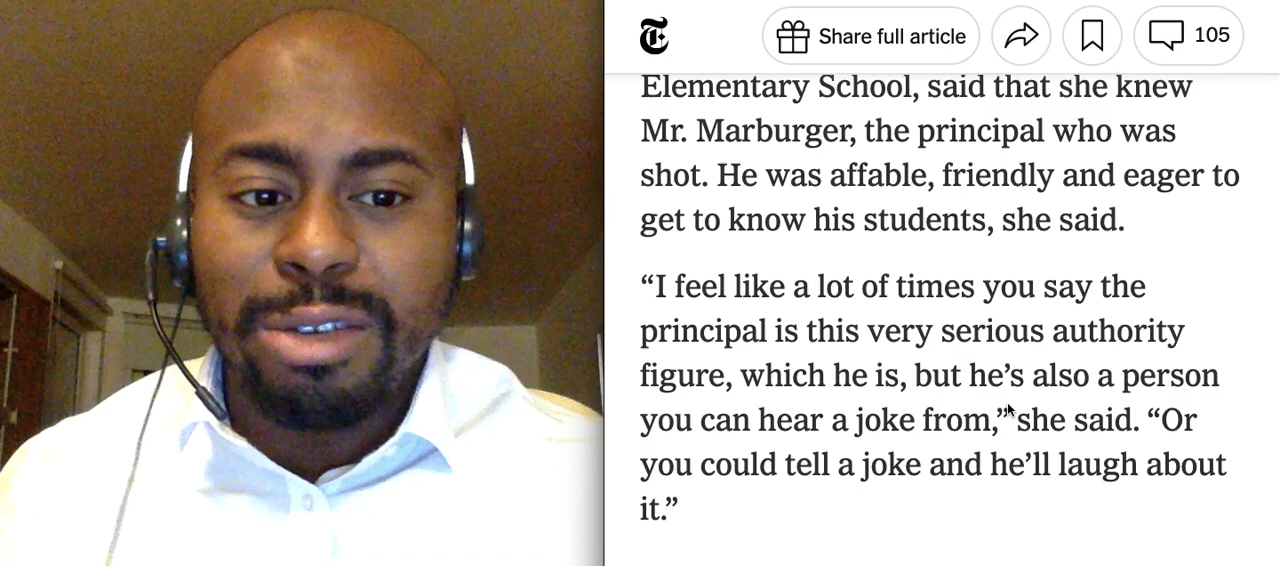 Share full article
105
Elementary School, said that she knew
Mr. Marburger, the principal who was
shot. He was affable, friendly and eager to
get to know his students, she said.
“I feel like a lot of times you say the
principal is this very serious authority
figure, which he is, but he’s also a person
you can hear a joke from,” she said. “Or
you could tell a joke and he’ll laugh about
it.”